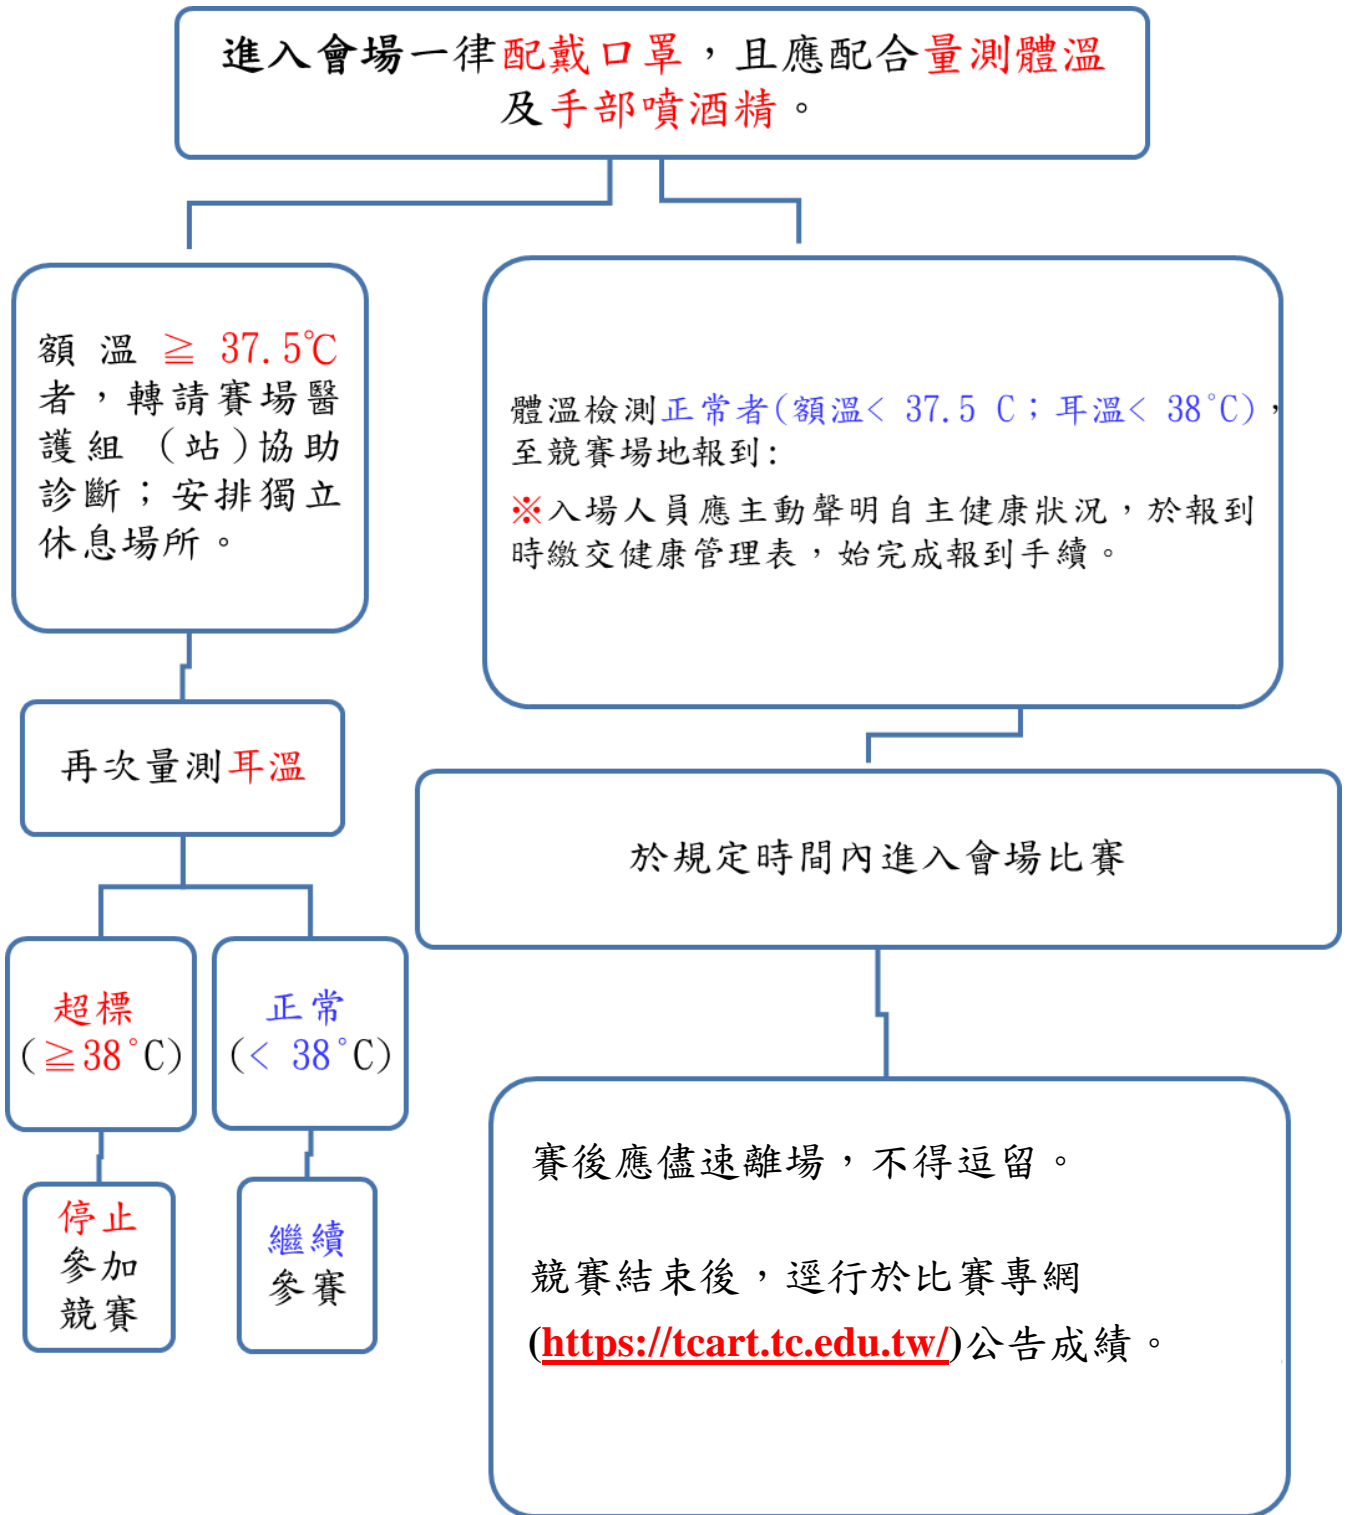 進入會場一律配戴口罩，且應配合量測體溫
及手部噴酒精。
額溫≧ 37.5℃
者，轉請賽場醫
護組（站)協助
診斷；安排獨立
休息場所。
體溫檢測正常者(額溫< 37.5 C；耳溫< 38°C)，
至競賽場地報到:
※入場人員應主動聲明自主健康狀況，於報到
時繳交健康管理表，始完成報到手續。
再次量測耳溫
於規定時間內進入會場比賽
超標
(≧38°C)
正常
(< 38°C)
停止
參加
競賽
繼續
參賽
賽後應儘速離場，不得逗留。
競賽結束後，逕行於比賽專網
(https://tcart.tc.edu.tw/)公告成績。